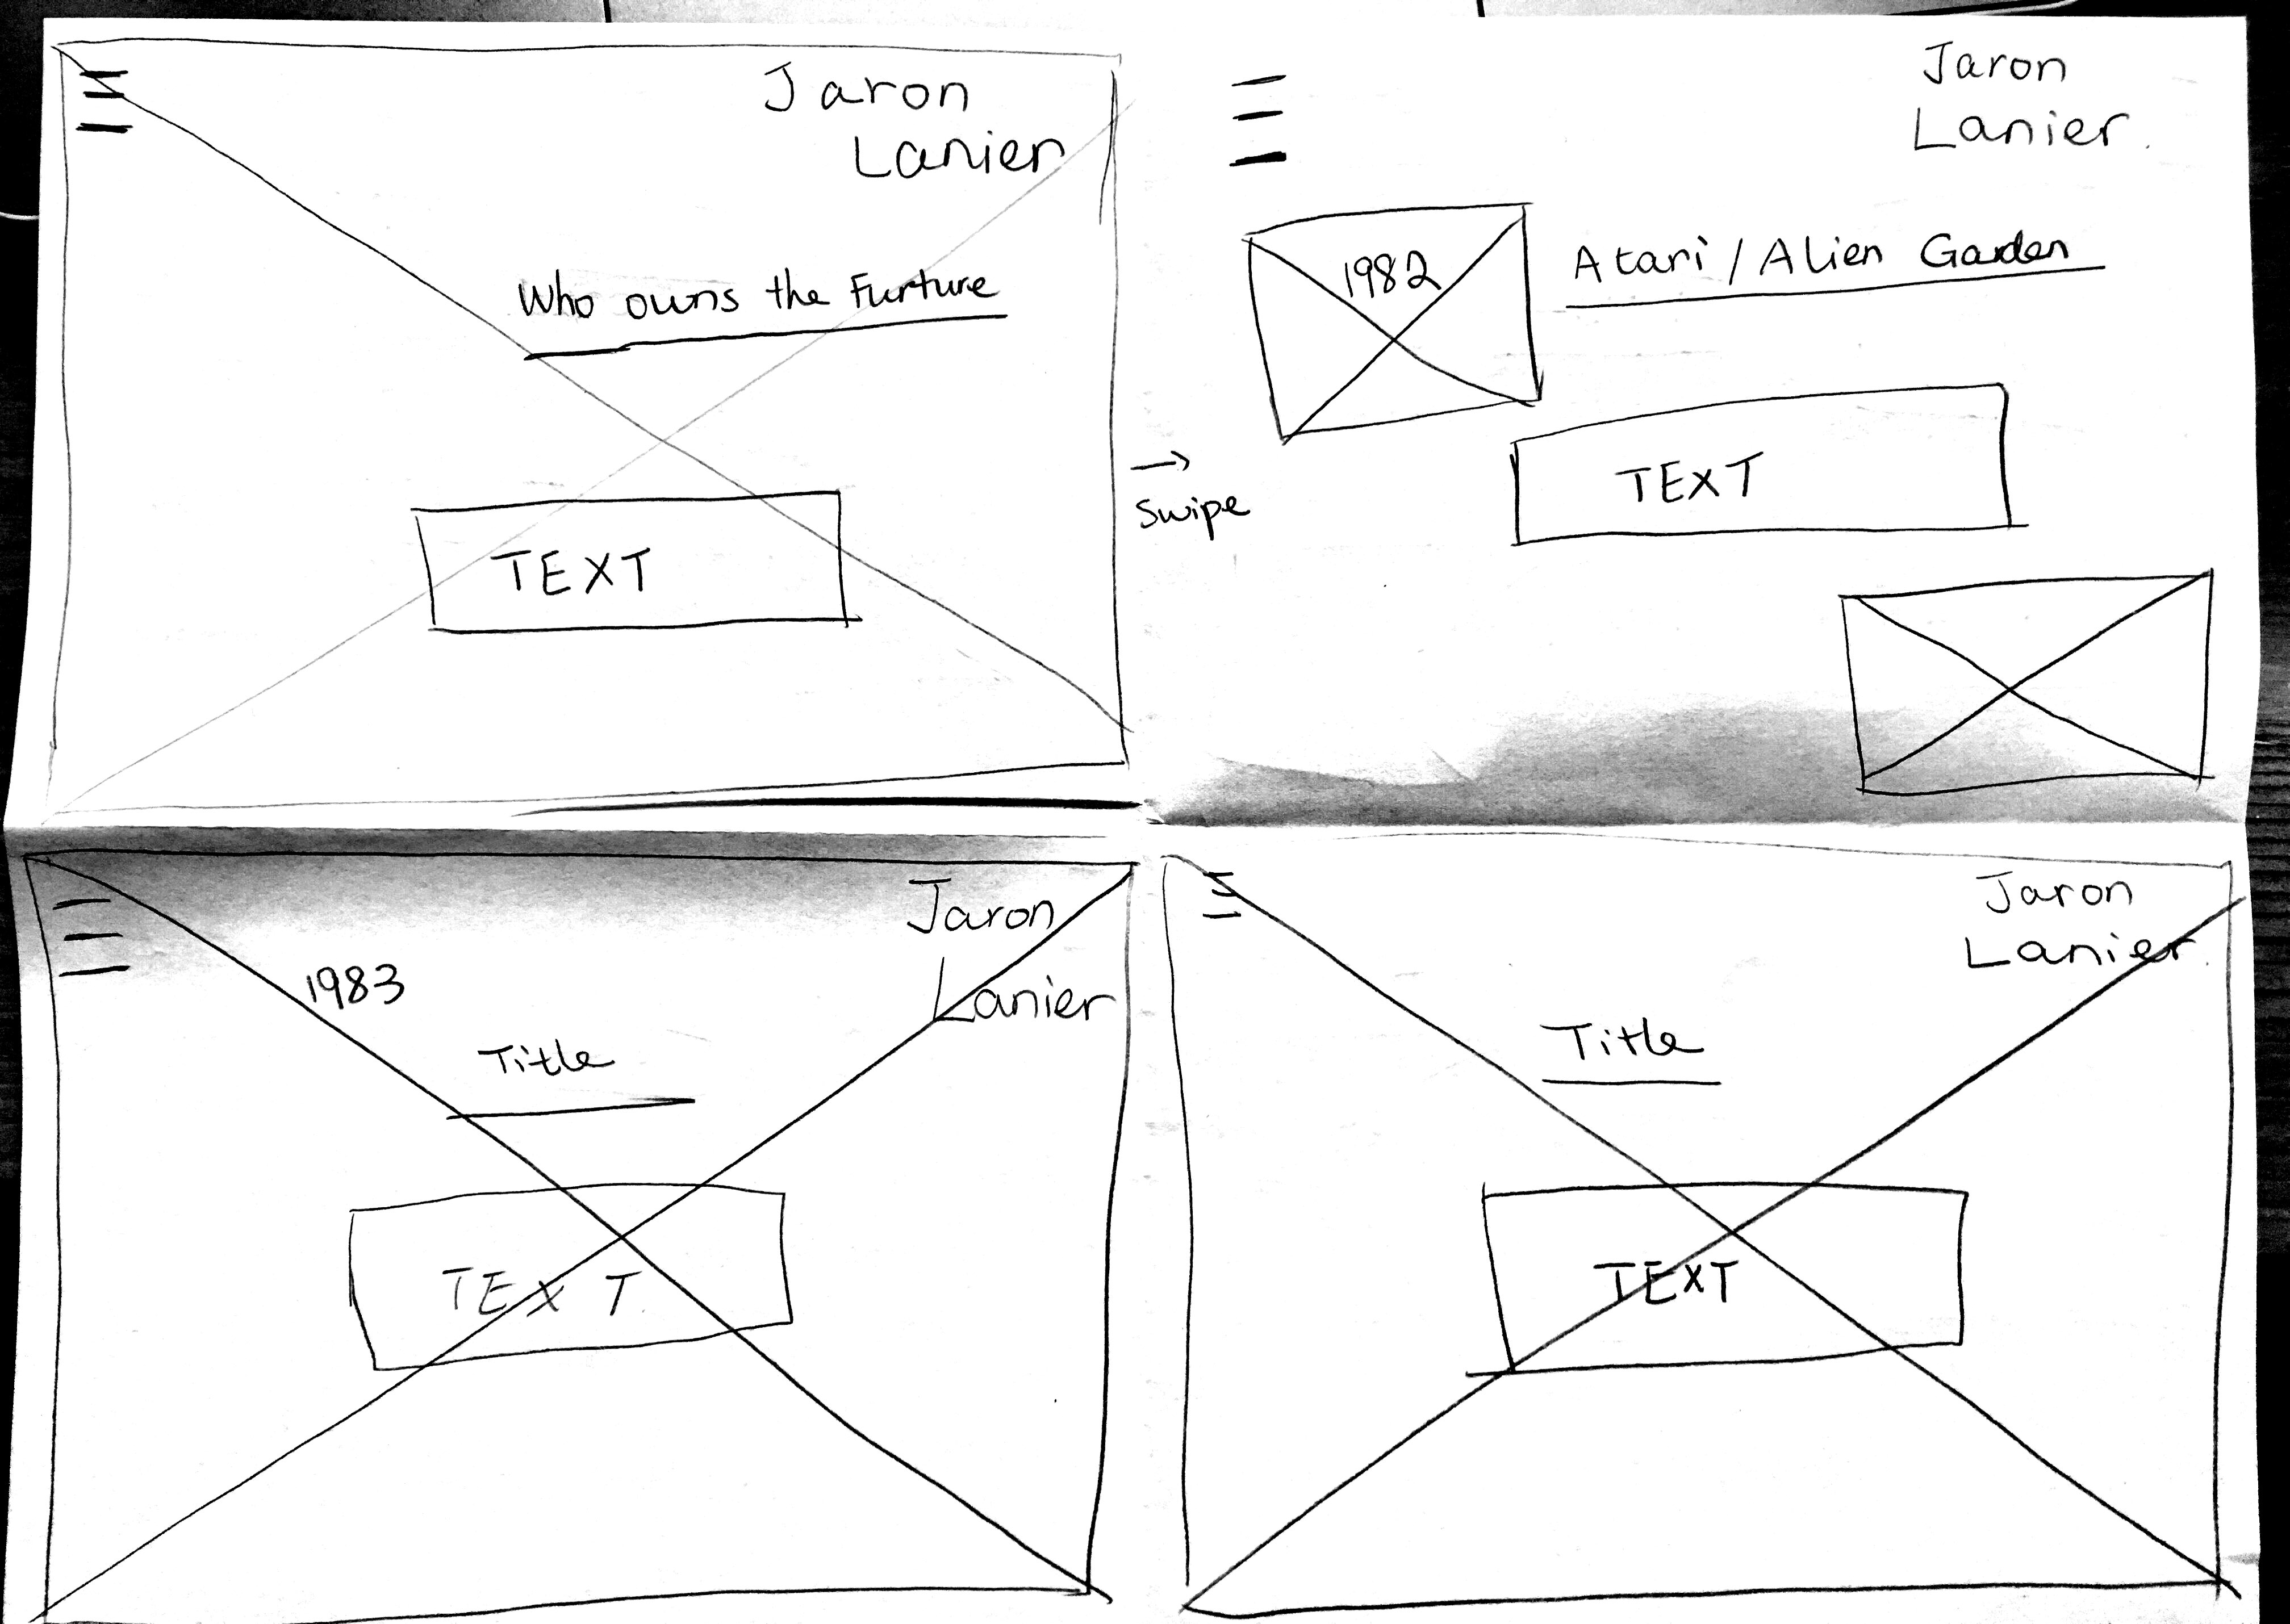 Jaron
Lanier
Who owns the Furture
TEXT
→
Swipe
Jaron
Lanier.
1982
Atari / Alien Garden
TEXT
Jaron
Lanier
1983
Title
TEXT
Jaron
Lanier.
Title
TEXT